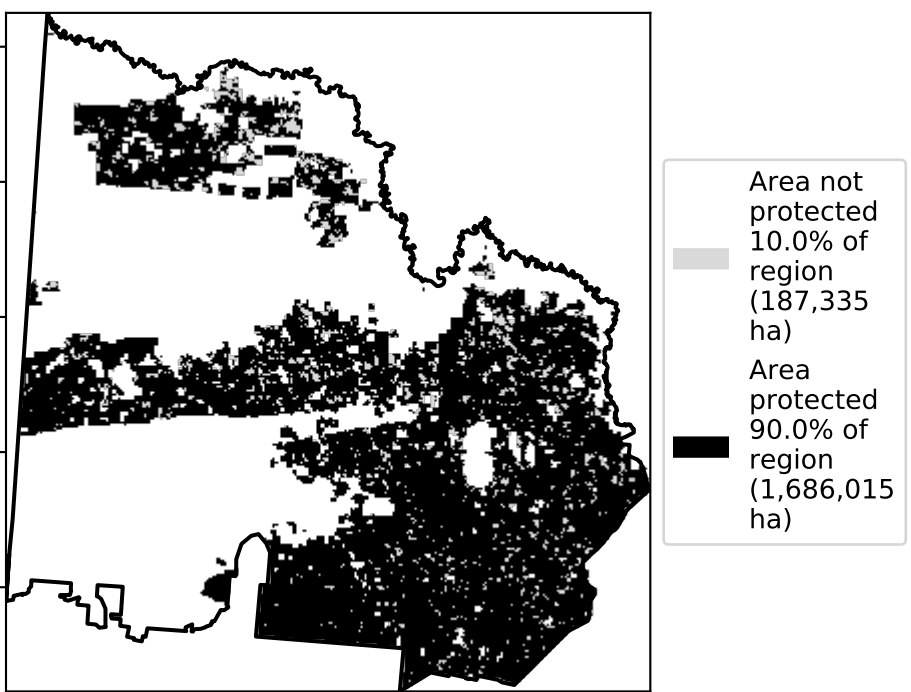 Area not
protected
10.0% of
region
(187,335
ha)
Area
protected
90.0% of
region
(1,686,015
ha)